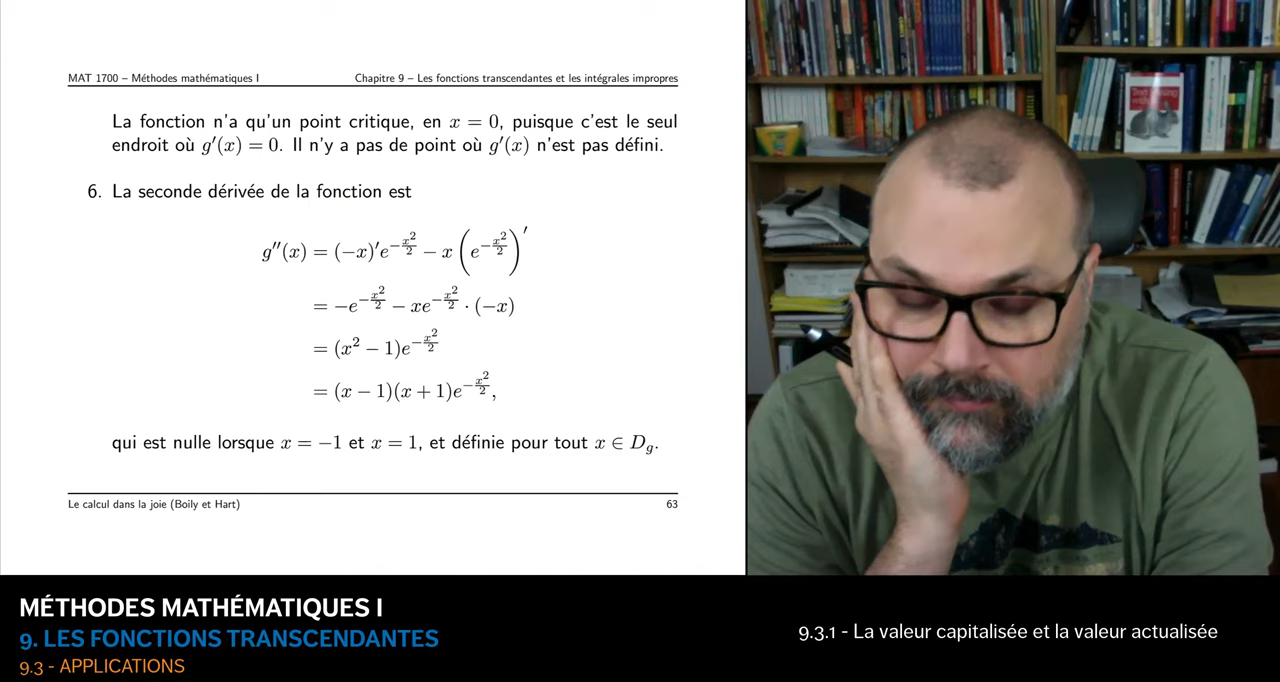 MAT 1700 – Méthodes mathématiques I
Chapitre 9 – Les fonctions transcendantes et les intégrales impropres
La fonction n'a qu'un point critique, en x = 0, puisque c'est le seul
endroit où g′(x) = 0. Il n'y a pas de point où g′(x) n'est pas défini.
6. La seconde dérivée de la fonction est
g″(x) = (−x)′e^{−x²/2} − x(e^{−x²/2})′
= −e^{−x²/2} − xe^{−x²/2} · (−x)
= (x² − 1)e^{−x²/2}
= (x − 1)(x + 1)e^{−x²/2},
qui est nulle lorsque x = −1 et x = 1, et définie pour tout x ∈ D_g.
Le calcul dans la joie (Boily et Hart)
63
MÉTHODES MATHÉMATIQUES I
9. LES FONCTIONS TRANSCENDANTES
9.3 - APPLICATIONS
9.3.1 - La valeur capitalisée et la valeur actualisée